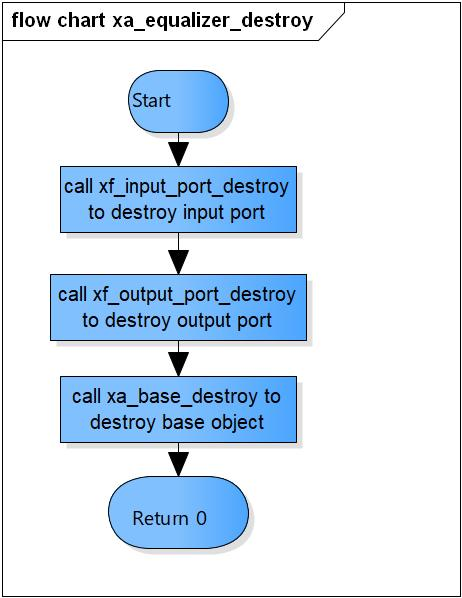 flow chart xa_equalizer_destroy
Start
call xf_input_port_destroy
to destroy input port
call xf_output_port_destroy
to destroy output port
call xa_base_destroy to
destroy base object
Return 0